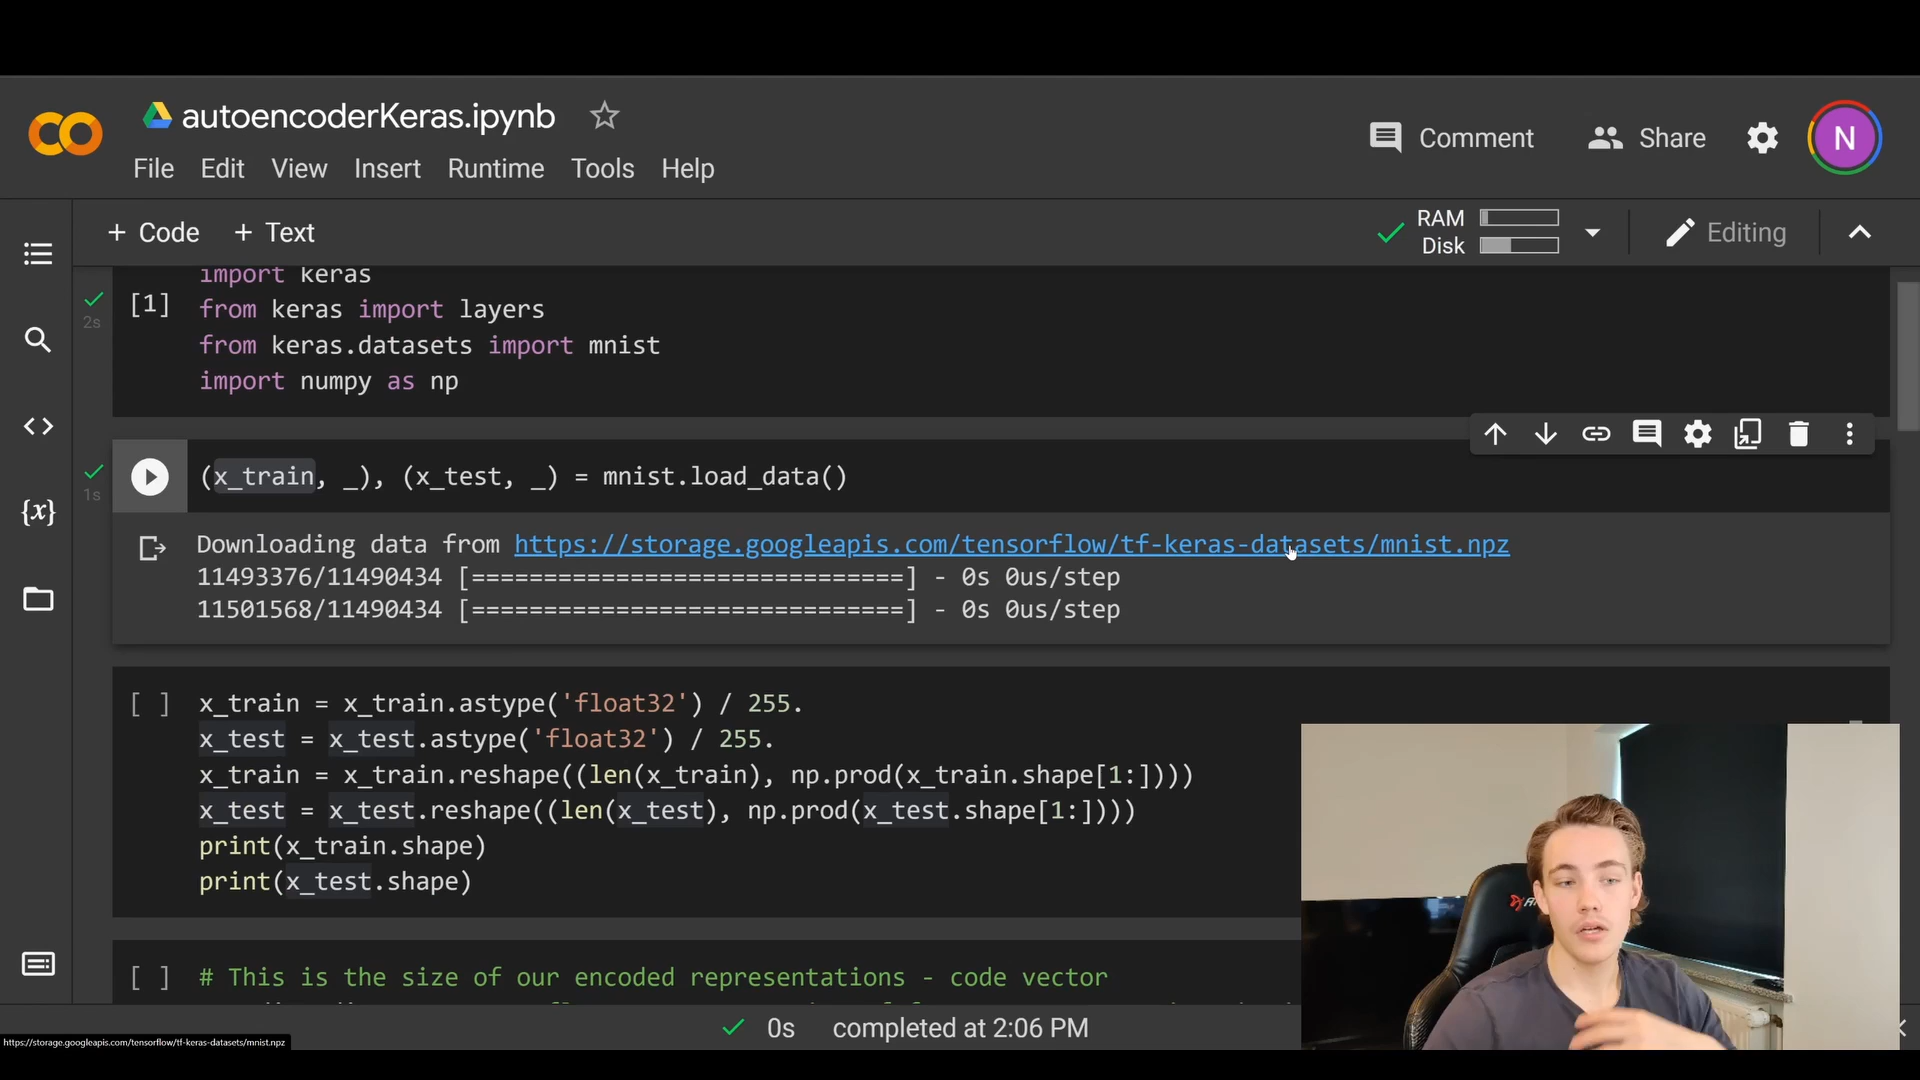 autoencoderKeras.ipynb
Comment
Share
N
File Edit View Insert Runtime Tools Help
+ Code + Text
RAM
Disk
Editing
import keras
[1]
2s
from keras import layers
from keras.datasets import mnist
import numpy as np
(x_train, _), (x_test, _) = mnist.load_data()
1s
Downloading data from https://storage.googleapis.com/tensorflow/tf-keras-datasets/mnist.npz
11493376/11490434 [==============================] - 0s 0us/step
11501568/11490434 [==============================] - 0s 0us/step
[ ] x_train = x_train.astype('float32') / 255.
x_test = x_test.astype('float32') / 255.
x_train = x_train.reshape((len(x_train), np.prod(x_train.shape[1:])))
x_test = x_test.reshape((len(x_test), np.prod(x_test.shape[1:])))
print(x_train.shape)
print(x_test.shape)
[ ] # This is the size of our encoded representations - code vector
0s completed at 2:06 PM
https://storage.googleapis.com/tensorflow/tf-keras-datasets/mnist.npz